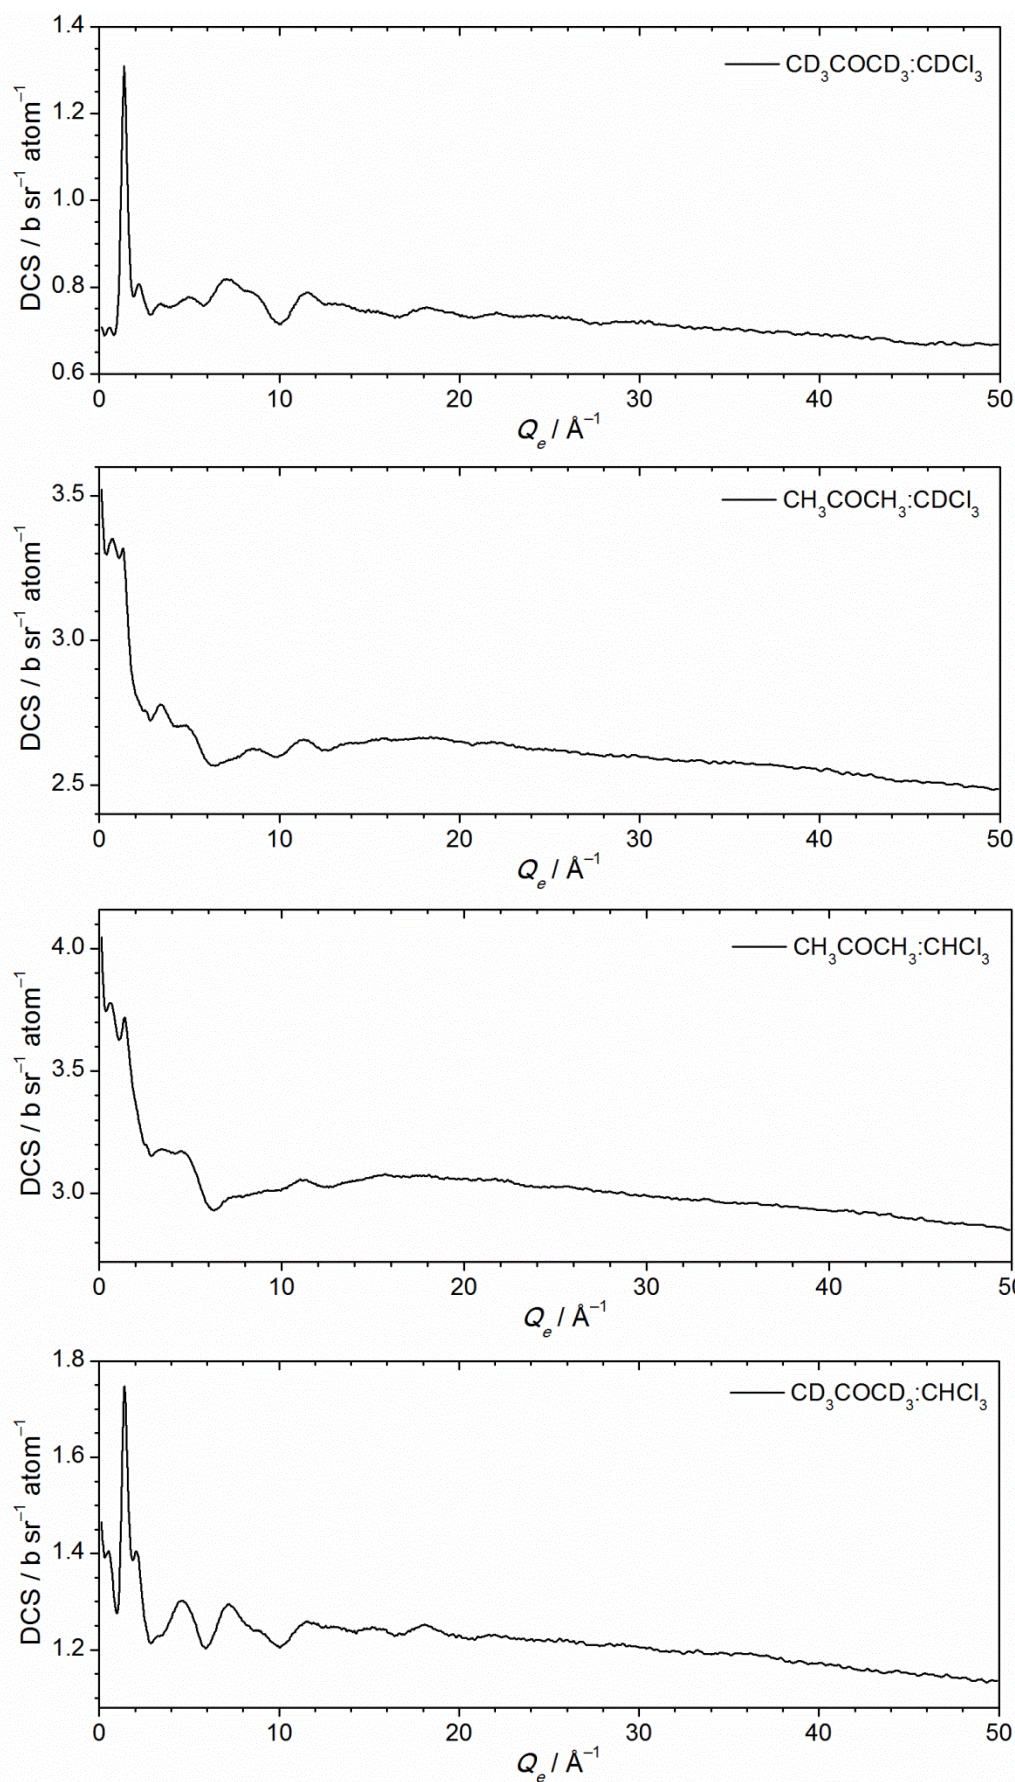 1.4
1.2
1.0
0.8
0.6
DCS / b sr⁻¹ atom⁻¹
CD₃COCD₃:CDCl₃
0 10 20 30 40 50
Qₑ / Å⁻¹
3.5
3.0
2.5
DCS / b sr⁻¹ atom⁻¹
CH₃COCH₃:CDCl₃
0 10 20 30 40 50
Qₑ / Å⁻¹
4.0
3.5
3.0
DCS / b sr⁻¹ atom⁻¹
CH₃COCH₃:CHCl₃
0 10 20 30 40 50
Qₑ / Å⁻¹
1.8
1.6
1.4
1.2
DCS / b sr⁻¹ atom⁻¹
CD₃COCD₃:CHCl₃
0 10 20 30 40 50
Qₑ / Å⁻¹